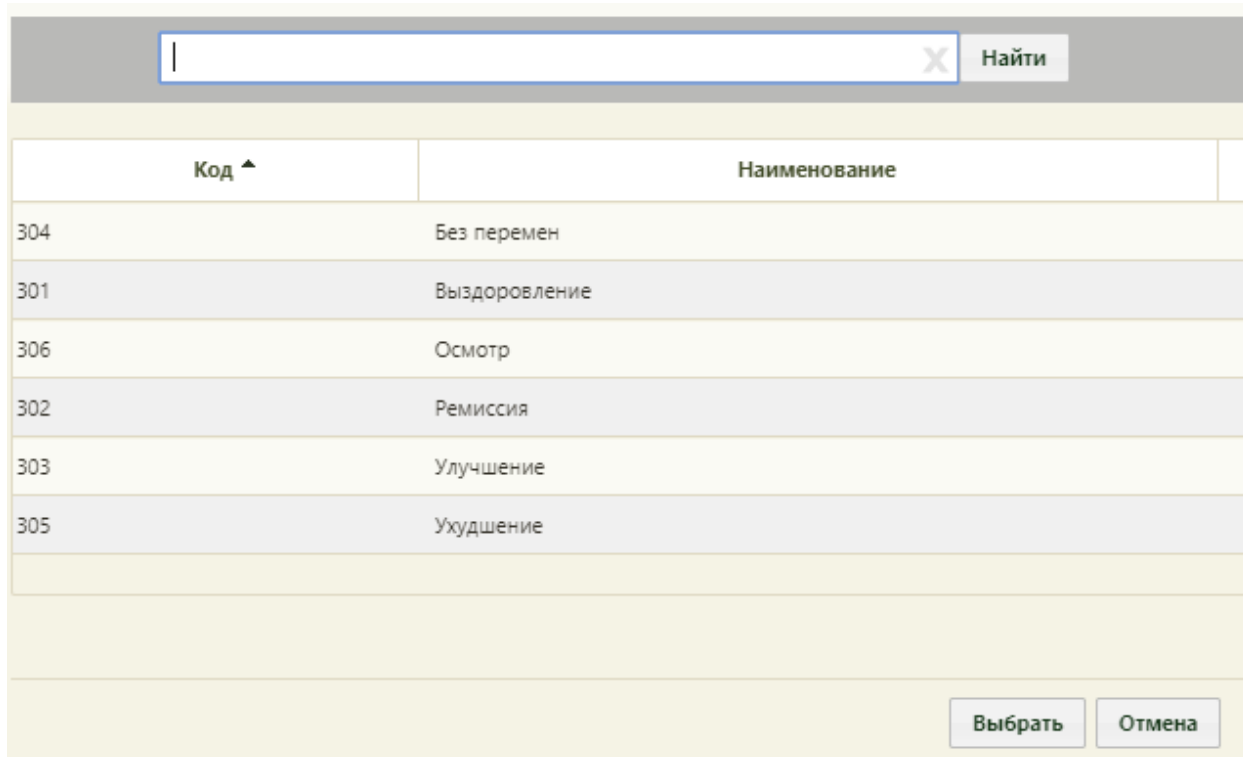 Найти
Код Наименование
304 Без перемен
301 Выздоровление
306 Осмотр
302 Ремиссия
303 Улучшение
305 Ухудшение
Выбрать Отмена